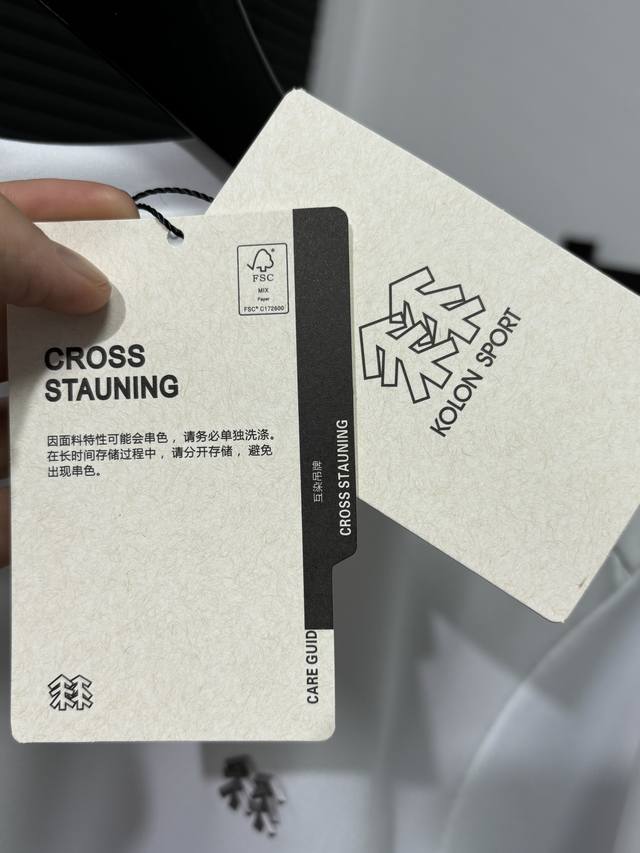 FSC
MIX
Paper
FSC® C172600
CROSS
STAUNING
因面料特性可能会串色，请务必单独洗涤。
在长时间存储过程中，请分开存储，避免
出现串色。
互染吊牌
CROSS STAUNING
CARE GUID
KOLON SPORT